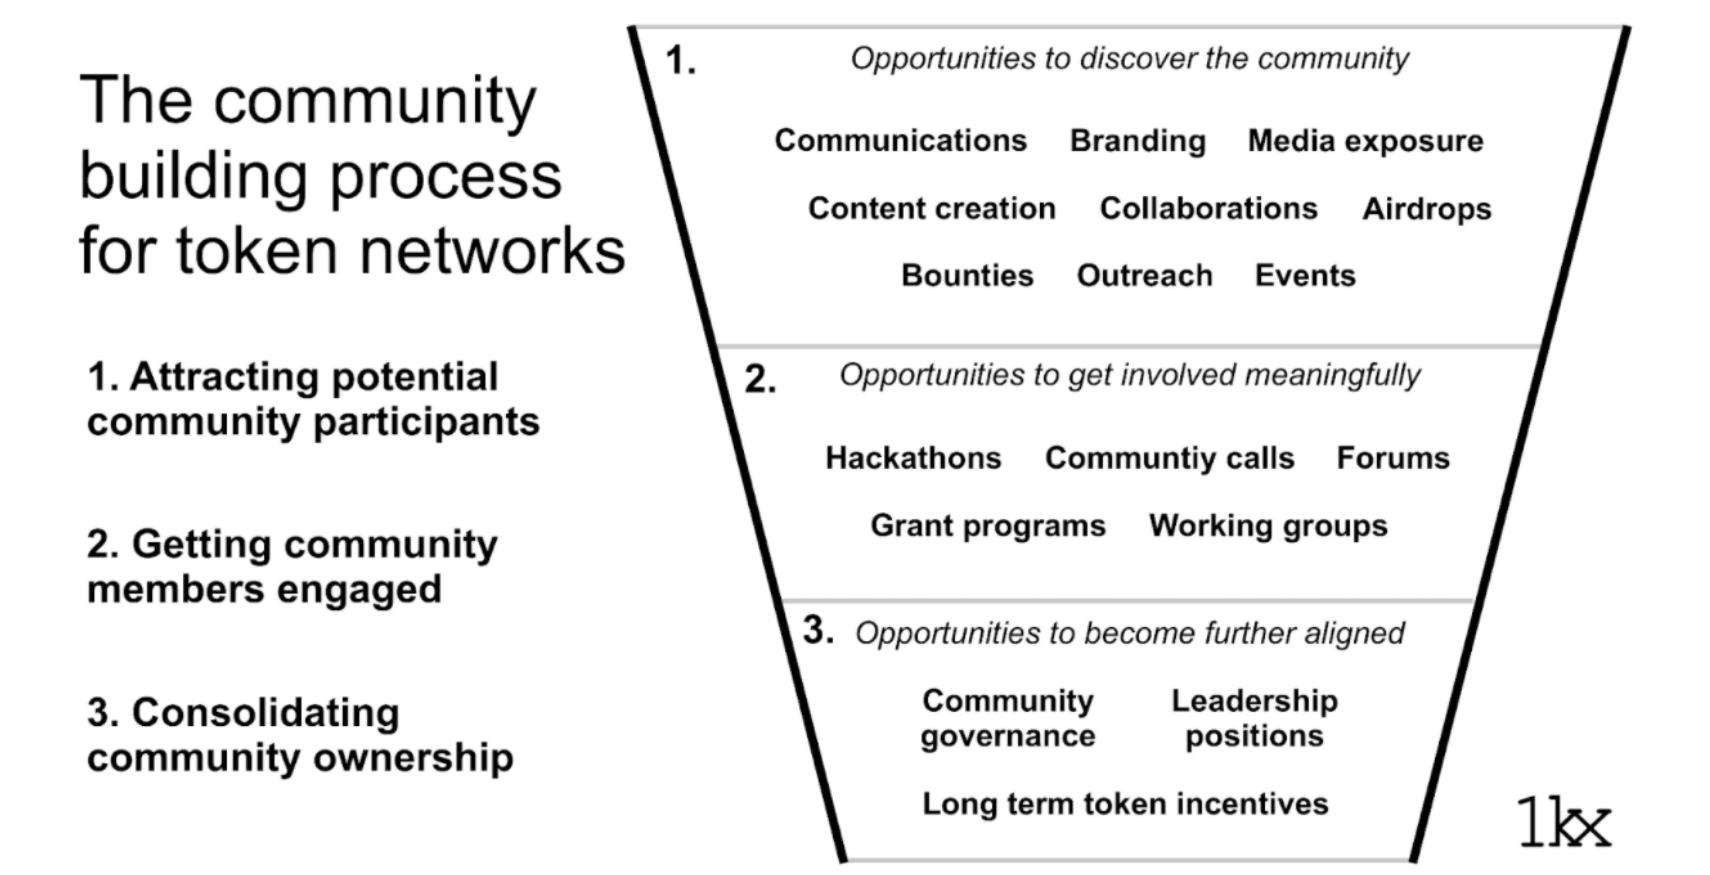 The community
building process
for token networks
1. Attracting potential
community participants
2. Getting community
members engaged
3. Consolidating
community ownership
1. Opportunities to discover the community
Communications Branding Media exposure
Content creation Collaborations Airdrops
Bounties Outreach Events
2. Opportunities to get involved meaningfully
Hackathons Communtiy calls Forums
Grant programs Working groups
3. Opportunities to become further aligned
Community governance
Leadership positions
Long term token incentives
1kx